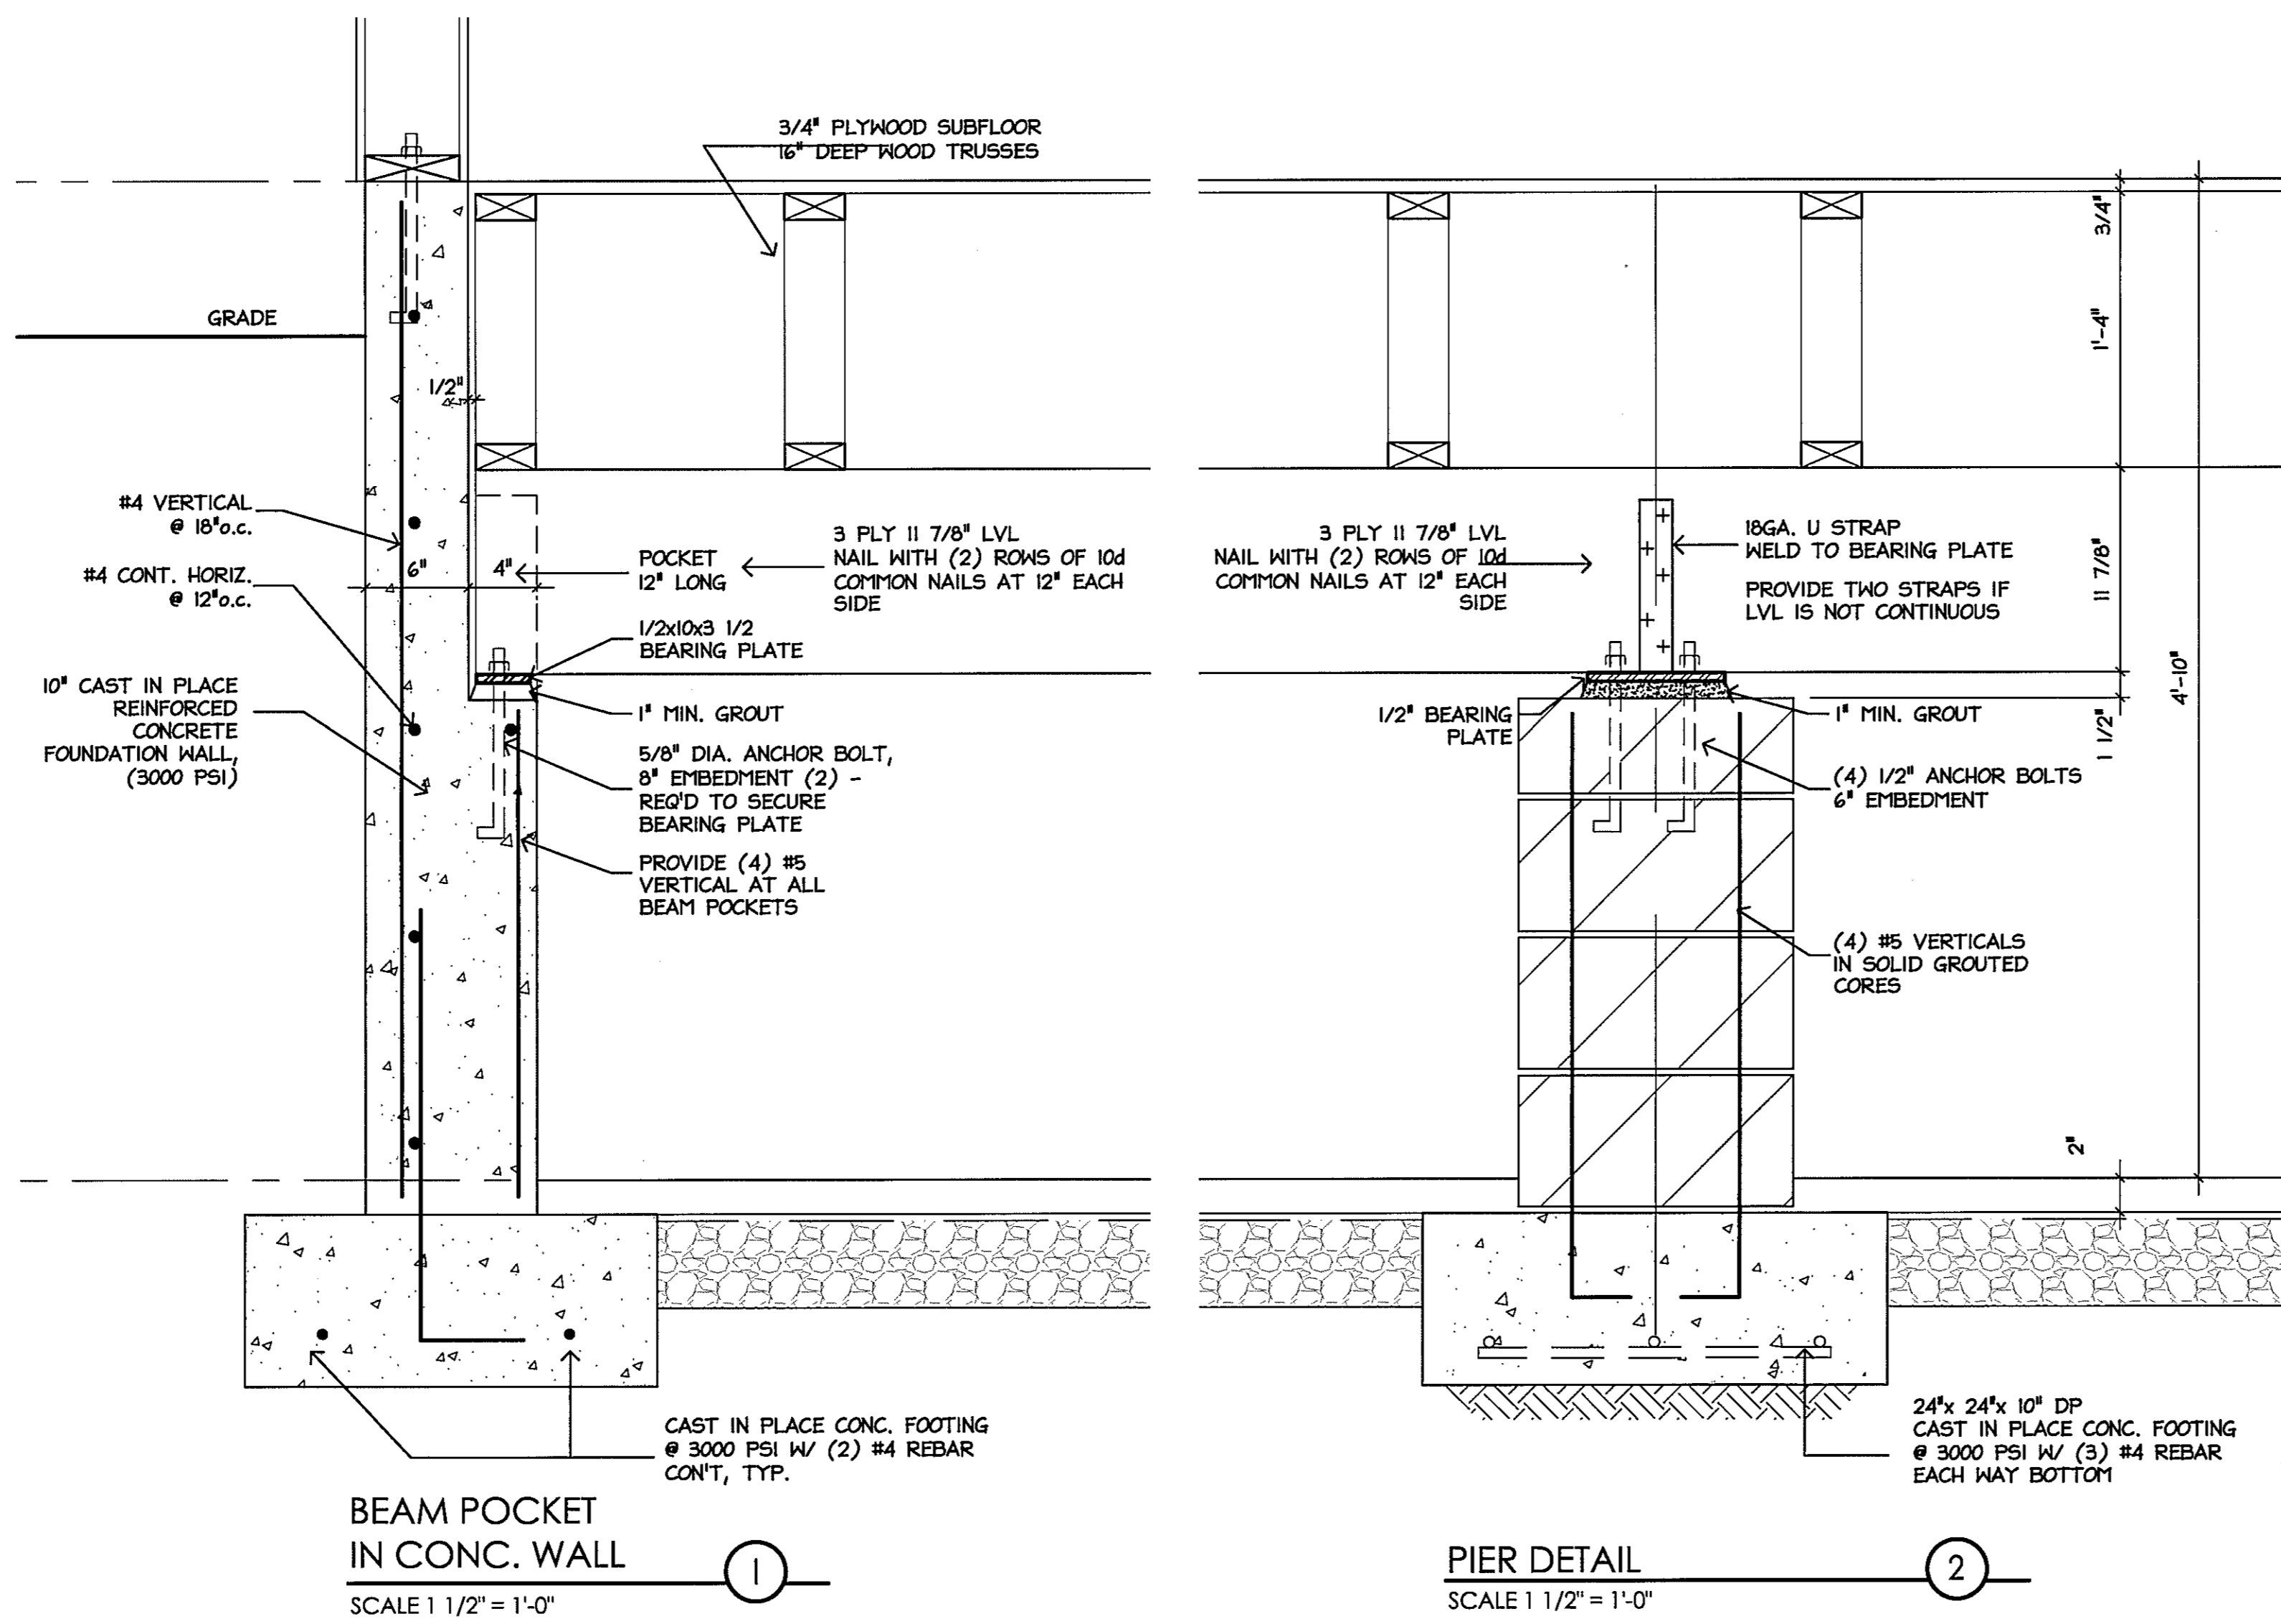 3/4" PLYWOOD SUBFLOOR
16" DEEP WOOD TRUSSES
GRADE
1/2"
#4 VERTICAL
@ 18"o.c.
#4 CONT. HORIZ.
@ 12"o.c.
10" CAST IN PLACE
REINFORCED
CONCRETE
FOUNDATION WALL,
(3000 PSI)
6"
4"
POCKET
12" LONG
3 PLY 11 7/8" LVL
NAIL WITH (2) ROWS OF 10d
COMMON NAILS AT 12" EACH
SIDE
1/2x10x3 1/2
BEARING PLATE
1" MIN. GROUT
5/8" DIA. ANCHOR BOLT,
8" EMBEDMENT (2) -
REQ'D TO SECURE
BEARING PLATE
PROVIDE (4) #5
VERTICAL AT ALL
BEAM POCKETS
CAST IN PLACE CONC. FOOTING
@ 3000 PSI W/ (2) #4 REBAR
CON'T, TYP.
BEAM POCKET
IN CONC. WALL
1
SCALE 1 1/2" = 1'-0"
3 PLY 11 7/8" LVL
NAIL WITH (2) ROWS OF 10d
COMMON NAILS AT 12" EACH
SIDE
18GA. U STRAP
WELD TO BEARING PLATE
PROVIDE TWO STRAPS IF
LVL IS NOT CONTINUOUS
1/2" BEARING
PLATE
1" MIN. GROUT
(4) 1/2" ANCHOR BOLTS
6" EMBEDMENT
(4) #5 VERTICALS
IN SOLID GROUTED
CORES
3/4"
1'-4"
11 7/8"
1 1/2"
4'-10"
2"
24"x 24"x 10" DP
CAST IN PLACE CONC. FOOTING
@ 3000 PSI W/ (3) #4 REBAR
EACH WAY BOTTOM
PIER DETAIL
2
SCALE 1 1/2" = 1'-0"